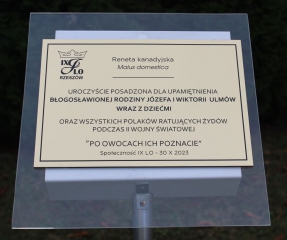 IX
LO
RZESZÓW
Reneta kanadyjska
Malus domestica
UROCZYŚCIE POSADZONA DLA UPAMIĘTNIENIA
BŁOGOSŁAWIONEJ RODZINY JÓZEFA I WIKTORII ULMÓW
WRAZ Z DZIEĆMI
ORAZ WSZYSTKICH POLAKÓW RATUJĄCYCH ŻYDÓW
PODCZAS II WOJNY ŚWIATOWEJ
"PO OWOCACH ICH POZNACIE"
Społeczność IX LO - 30 X 2023